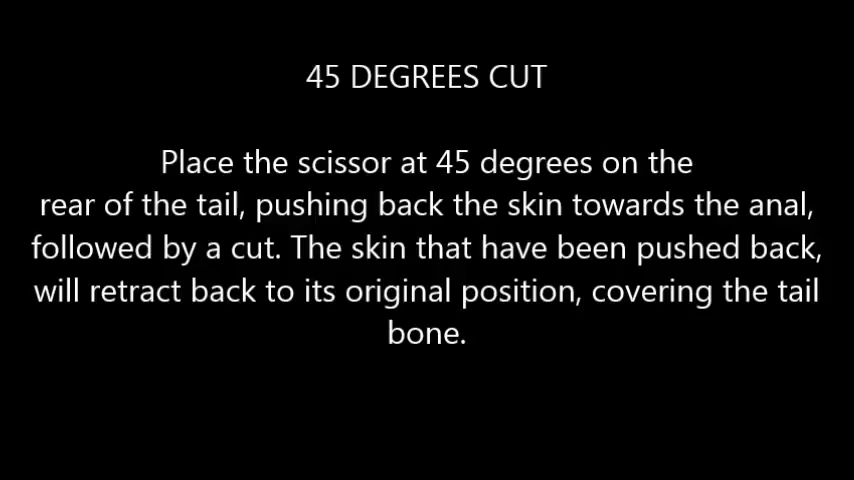 45 DEGREES CUT
Place the scissor at 45 degrees on the
rear of the tail, pushing back the skin towards the anal,
followed by a cut. The skin that have been pushed back,
will retract back to its original position, covering the tail
bone.